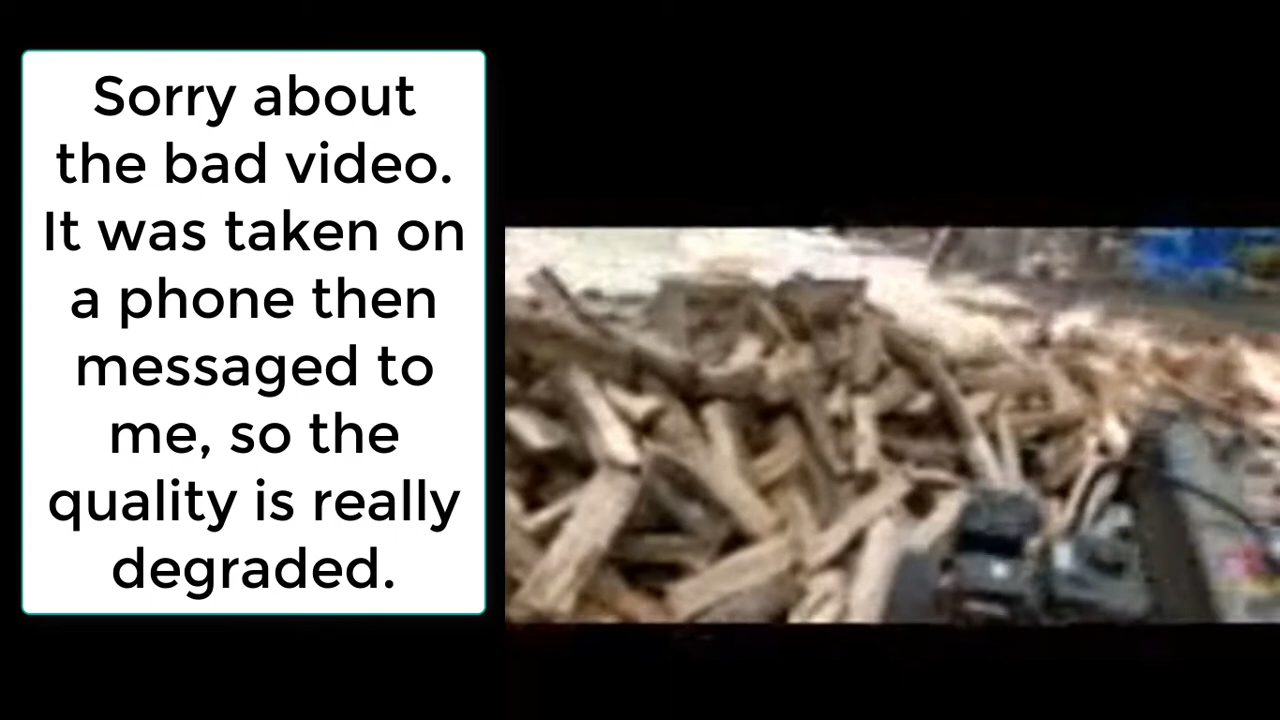 Sorry about
the bad video.
It was taken on
a phone then
messaged to
me, so the
quality is really
degraded.